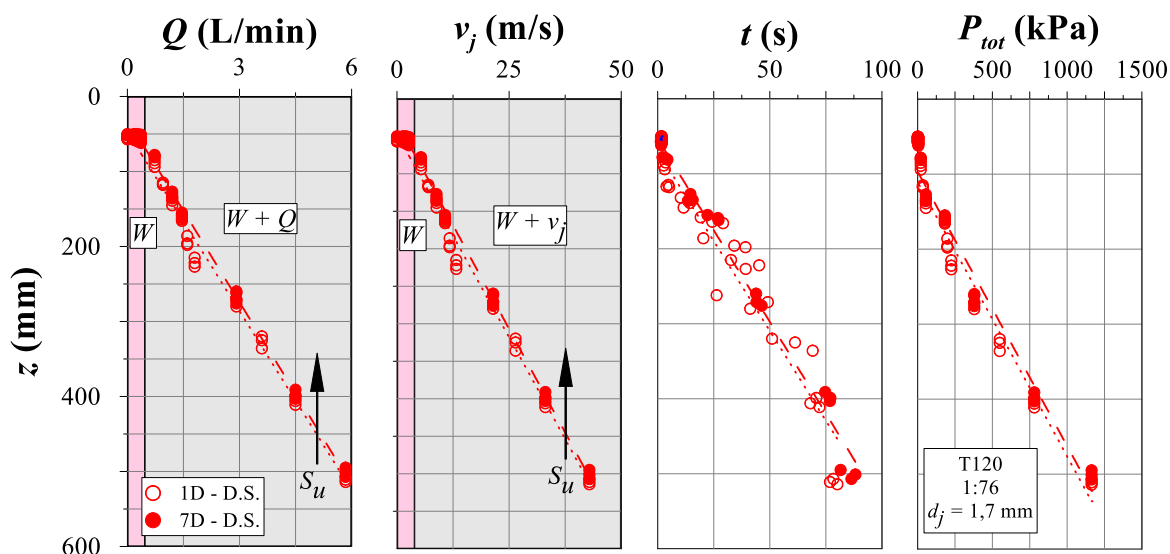 Q (L/min)
v_j (m/s)
t (s)
P_tot (kPa)
0 3 6
0 25 50
0 50 100
0 500 1000 1500
0
200
400
600
z (mm)
W
W + Q
W
W + v_j
S_u
S_u
1D - D.S.
7D - D.S.
T120
1:76
d_j = 1,7 mm